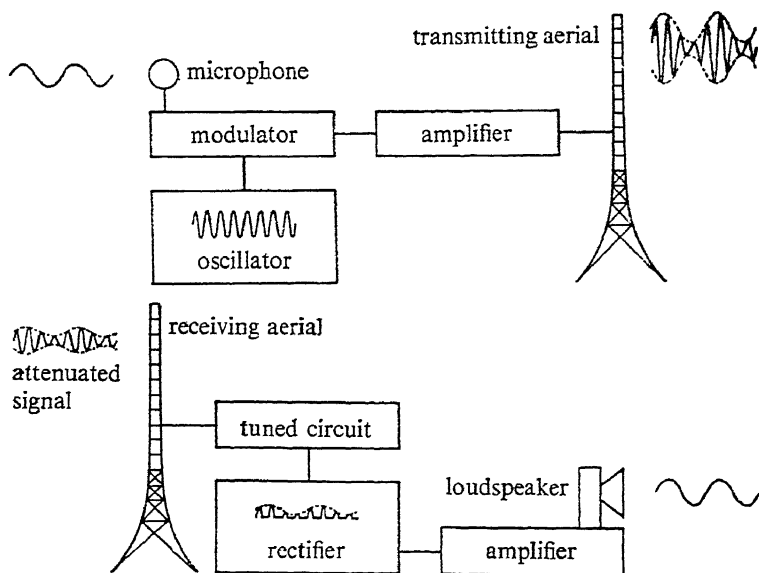 transmitting aerial
microphone
modulator
amplifier
oscillator
receiving aerial
attenuated
signal
tuned circuit
loudspeaker
rectifier
amplifier